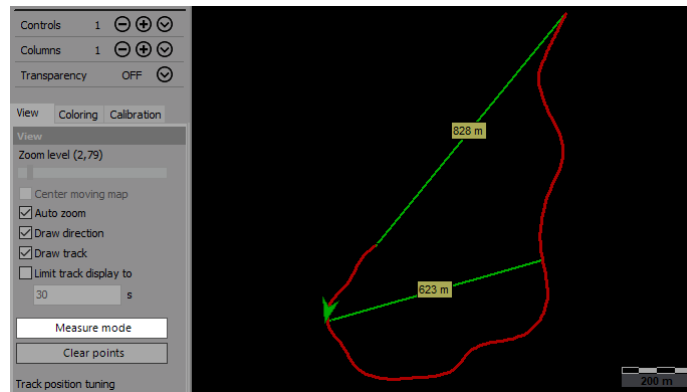 Controls 1
Columns 1
Transparency OFF
View Coloring Calibration
View
Zoom level (2,79)
Center moving map
Auto zoom
Draw direction
Draw track
Limit track display to
30 s
Measure mode
Clear points
Track position tuning
828 m
623 m
200 m